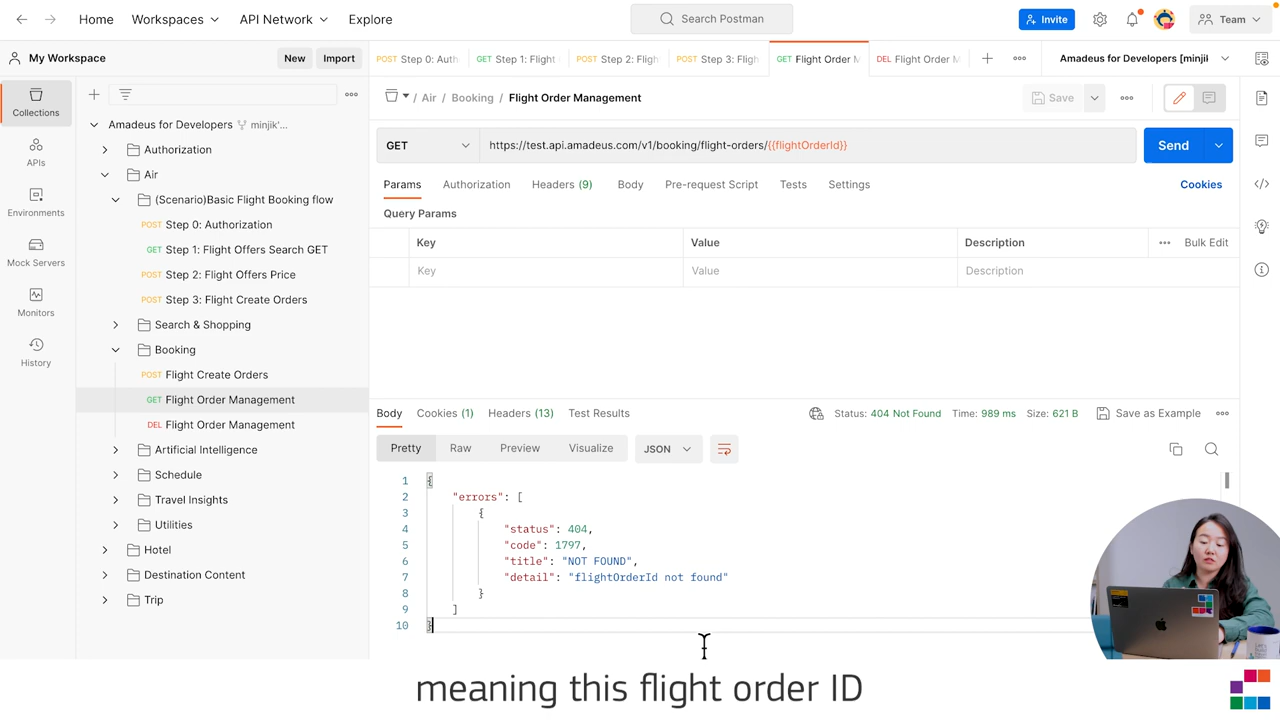 Home Workspaces API Network Explore Search Postman Invite Team
My Workspace New Import
POST Step 0: Auth GET Step 1: Flight POST Step 2: Fligh POST Step 3: Fligh GET Flight Order M DEL Flight Order M Amadeus for Developers [minjik
Collections
APIs
Environments
Mock Servers
Monitors
History
Amadeus for Developers minjik'...
Authorization
Air
(Scenario)Basic Flight Booking flow
POST Step 0: Authorization
GET Step 1: Flight Offers Search GET
POST Step 2: Flight Offers Price
POST Step 3: Flight Create Orders
Search & Shopping
Booking
POST Flight Create Orders
GET Flight Order Management
DEL Flight Order Management
Artificial Intelligence
Schedule
Travel Insights
Utilities
Hotel
Destination Content
Trip
/ Air / Booking / Flight Order Management Save
GET https://test.api.amadeus.com/v1/booking/flight-orders/{{flightOrderId}} Send
Params Authorization Headers (9) Body Pre-request Script Tests Settings Cookies
Query Params
Key Value Description Bulk Edit
Key Value Description
Body Cookies (1) Headers (13) Test Results Status: 404 Not Found Time: 989 ms Size: 621 B Save as Example
Pretty Raw Preview Visualize JSON
1 {
2 "errors": [
3 {
4 "status": 404,
5 "code": 1797,
6 "title": "NOT FOUND",
7 "detail": "flightOrderId not found"
8 }
9 ]
10 }
meaning this flight order ID